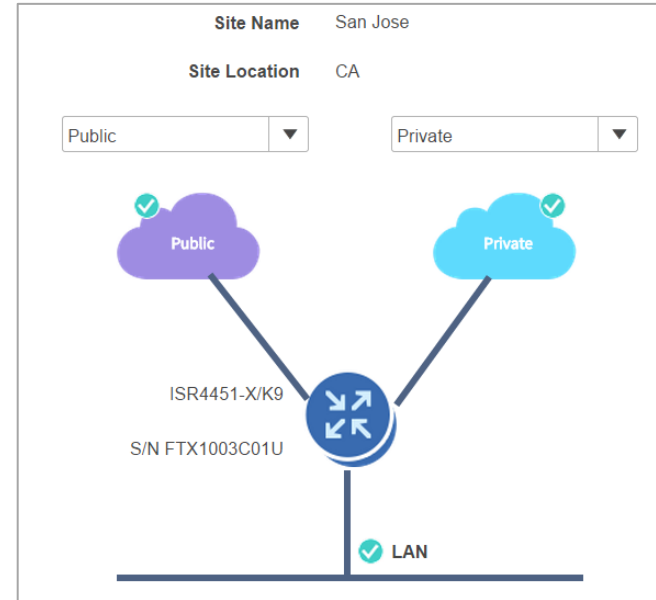 Site Name San Jose
Site Location CA
Public Private
Public Private
ISR4451-X/K9
S/N FTX1003C01U
LAN